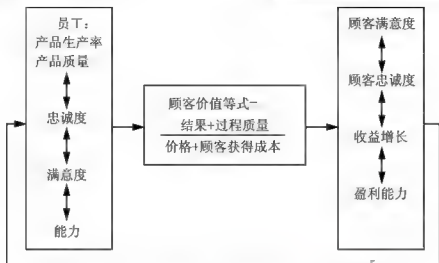 员工：
产品生产率
产品质量
忠诚度
满意度
能力
顾客价值等式-
结果+过程质量
价格+顾客获得成本
顾客满意度
顾客忠诚度
收益增长
盈利能力